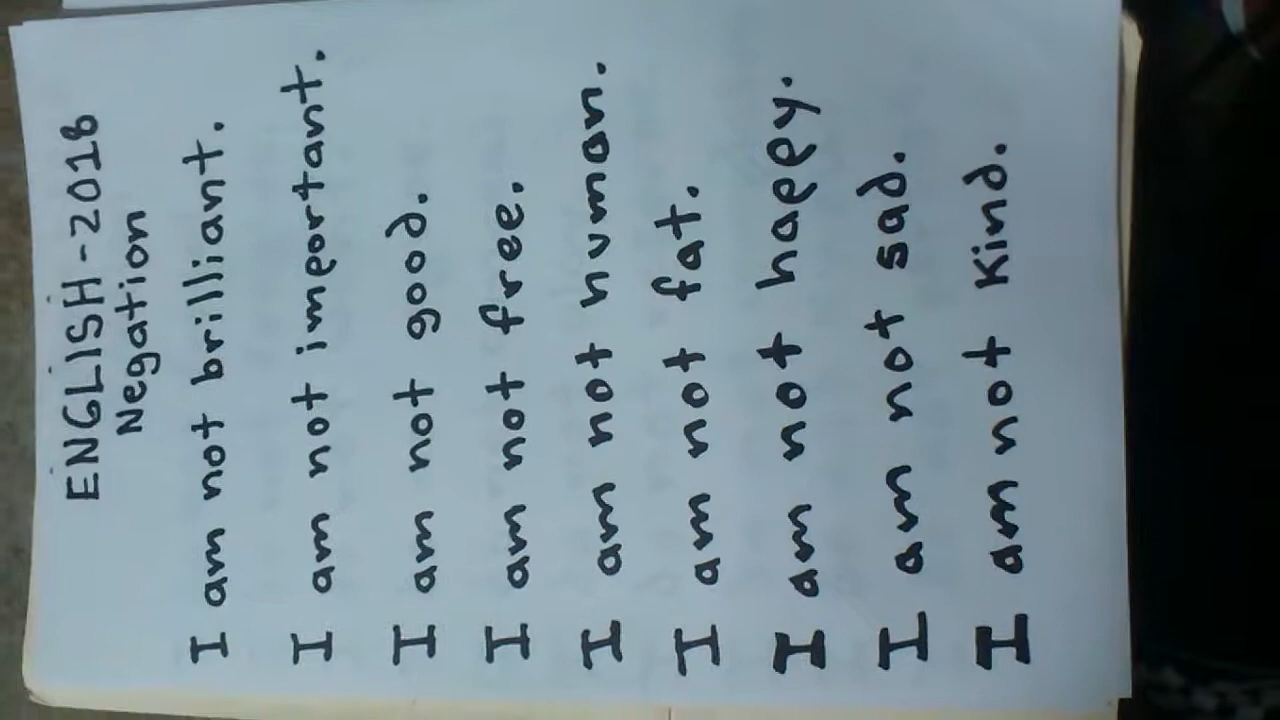 ENGLISH-2018
Negation
I am not brilliant.
I am not important.
I am not good.
I am not free.
I am not human.
I am not fat.
I am not happy.
I am not sad.
I am not Kind.